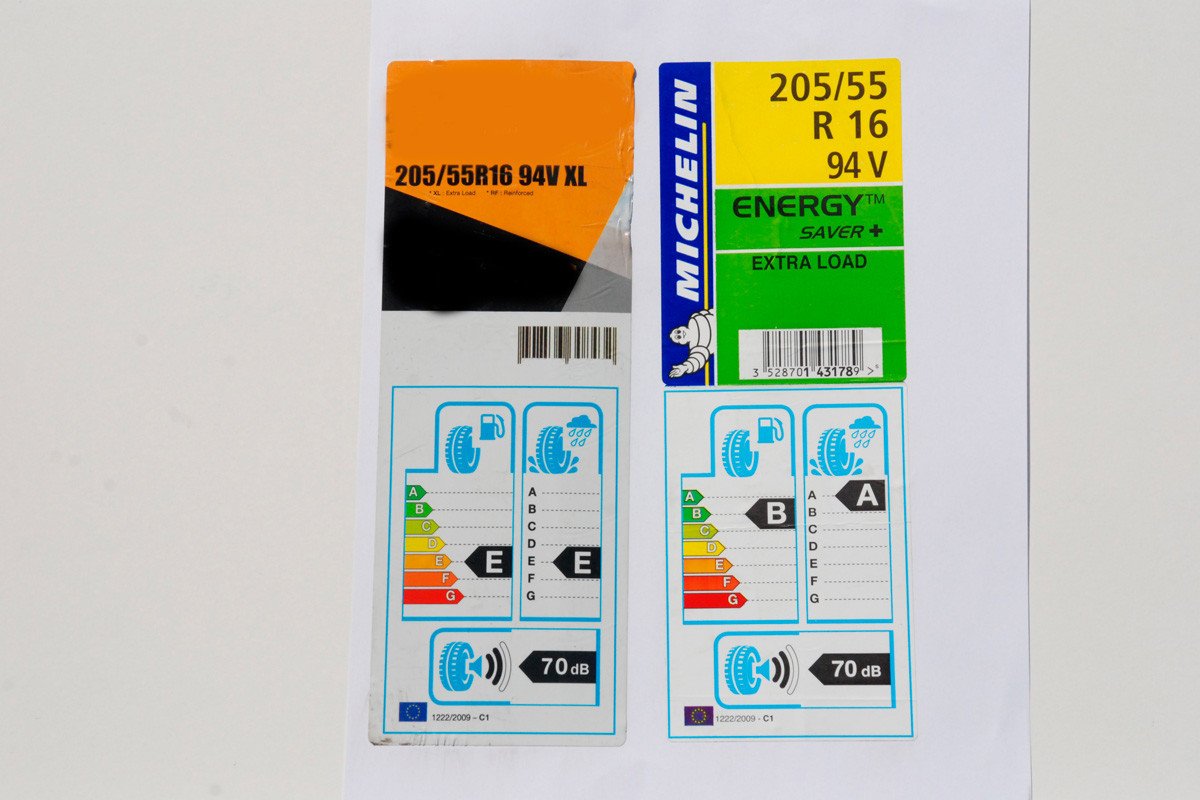 205/55R16 94V XL
* XL : Extra Load * RF : Reinforced
A
B
C
D
E
F
G
E
A
B
C
D
E
F
G
E
70 dB
1222/2009 - C1
MICHELIN
205/55
R 16
94 V
ENERGY™
SAVER +
EXTRA LOAD
3 528701 431789 >
A
B
C
D
E
F
G
B
A
B
C
D
E
F
G
A
70 dB
1222/2009 - C1